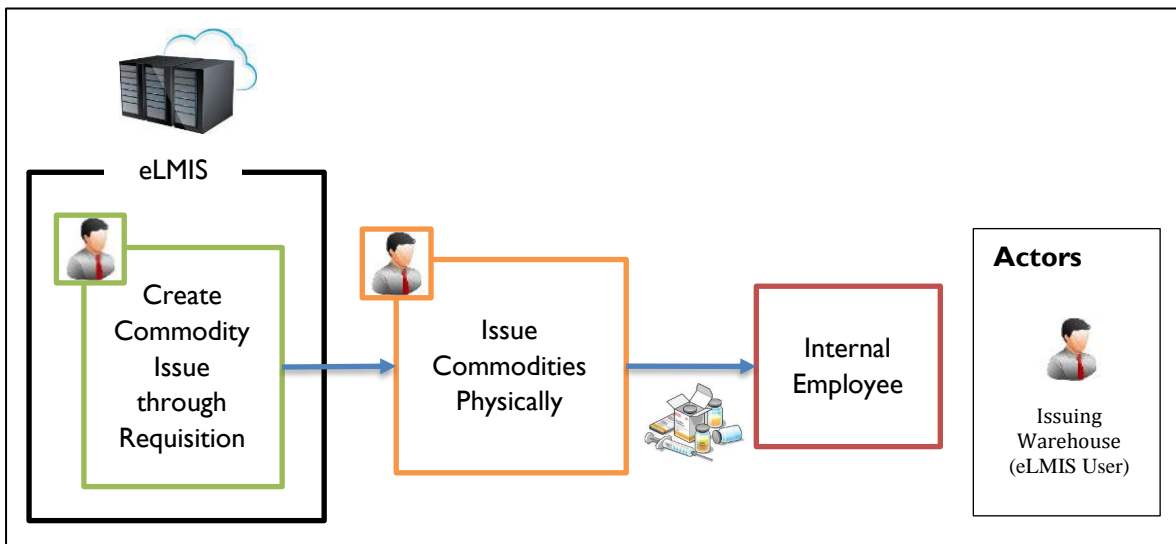 eLMIS
Create
Commodity
Issue
through
Requisition
Issue
Commodities
Physically
Internal
Employee
Actors
Issuing
Warehouse
(eLMIS User)